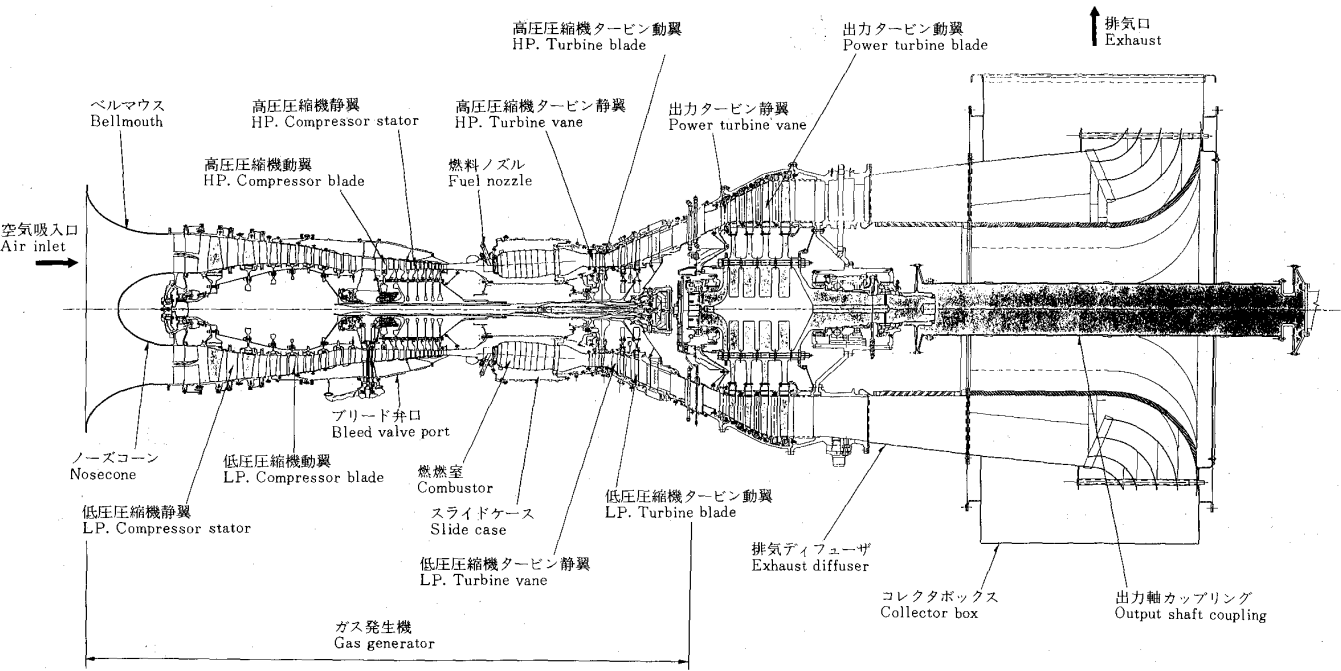 高圧圧縮機タービン動翼
HP. Turbine blade
出力タービン動翼
Power turbine blade
排気口
Exhaust
ベルマウス
Bellmouth
高圧圧縮機静翼
HP. Compressor stator
高圧圧縮機タービン静翼
HP. Turbine vane
出力タービン静翼
Power turbine vane
高圧圧縮機動翼
HP. Compressor blade
燃料ノズル
Fuel nozzle
空気吸入口
Air inlet
ブリード弁口
Bleed valve port
ノーズコーン
Nosecone
低圧圧縮機動翼
LP. Compressor blade
燃燃室
Combustor
低圧圧縮機タービン動翼
LP. Turbine blade
低圧圧縮機静翼
LP. Compressor stator
スライドケース
Slide case
排気ディフューザ
Exhaust diffuser
低圧圧縮機タービン静翼
LP. Turbine vane
コレクタボックス
Collector box
出力軸カップリング
Output shaft coupling
ガス発生機
Gas generator